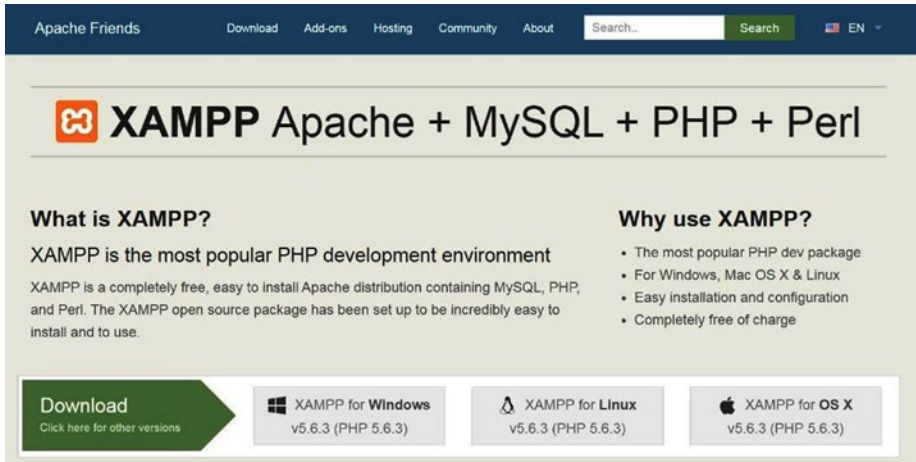 Apache Friends Download Add-ons Hosting Community About Search... Search EN
XAMPP Apache + MySQL + PHP + Perl
What is XAMPP?
XAMPP is the most popular PHP development environment
XAMPP is a completely free, easy to install Apache distribution containing MySQL, PHP,
and Perl. The XAMPP open source package has been set up to be incredibly easy to
install and to use.
Why use XAMPP?
• The most popular PHP dev package
• For Windows, Mac OS X & Linux
• Easy installation and configuration
• Completely free of charge
Download
Click here for other versions
XAMPP for Windows
v5.6.3 (PHP 5.6.3)
XAMPP for Linux
v5.6.3 (PHP 5.6.3)
XAMPP for OS X
v5.6.3 (PHP 5.6.3)